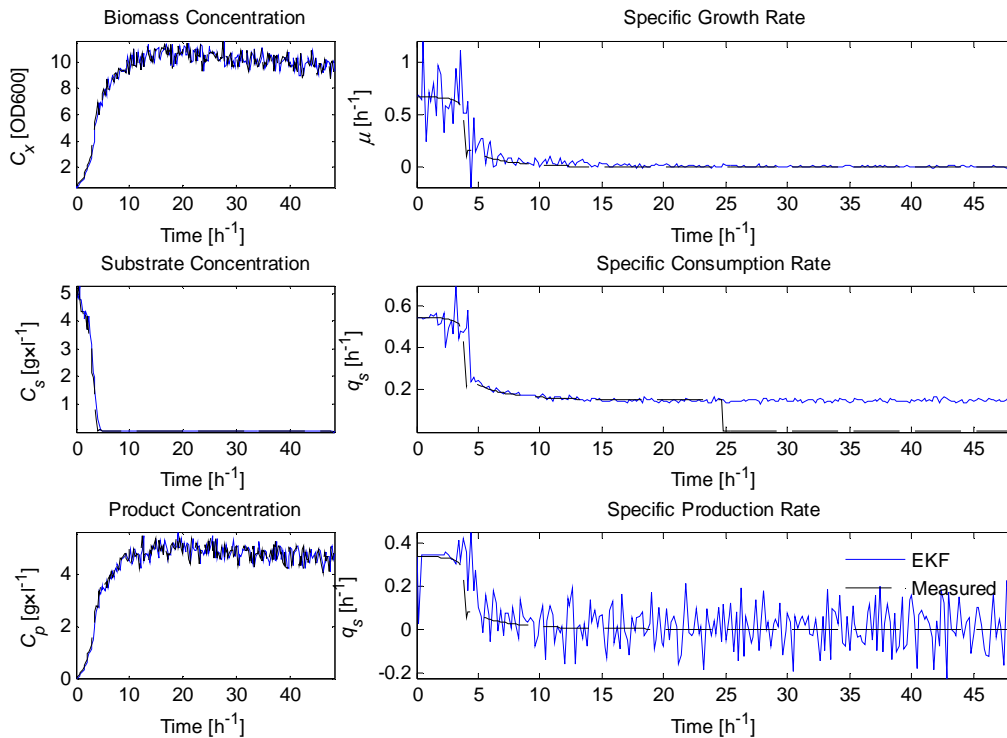 Biomass Concentration
10
8
6
4
2
C_x [OD600]
0 10 20 30 40
Time [h⁻¹]
Specific Growth Rate
1
0.5
0
μ [h⁻¹]
0 5 10 15 20 25 30 35 40 45
Time [h⁻¹]
Substrate Concentration
5
4
3
2
1
C_s [g×l⁻¹]
0 10 20 30 40
Time [h⁻¹]
Specific Consumption Rate
0.6
0.4
0.2
q_s [h⁻¹]
0 5 10 15 20 25 30 35 40 45
Time [h⁻¹]
Product Concentration
4
2
0
C_p [g×l⁻¹]
0 10 20 30 40
Time [h⁻¹]
Specific Production Rate
0.4
0.2
0
-0.2
q_s [h⁻¹]
EKF
Measured
0 5 10 15 20 25 30 35 40 45
Time [h⁻¹]